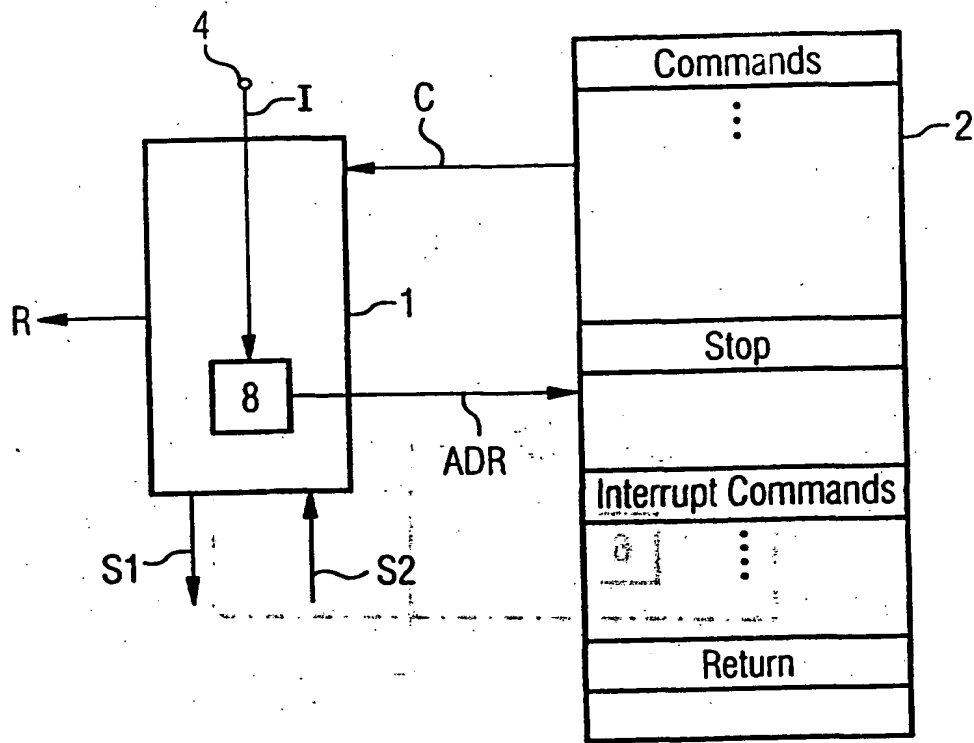 4
I
C
Commands
2
R
1
8
ADR
Stop
Interrupt Commands
S1
S2
Return